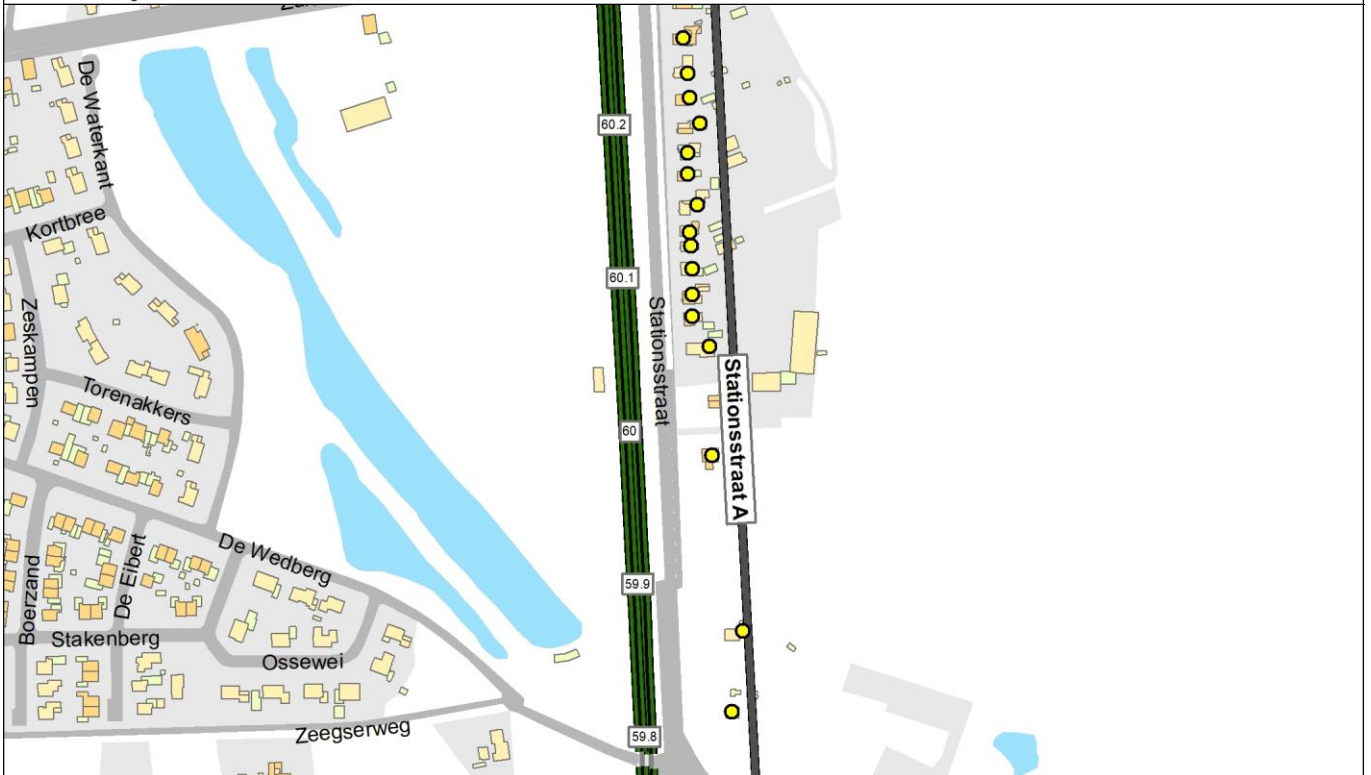 De Waterkant
60.2
Kortbree
60.1
Zeskampen
Stationsstraat
Torenakkers
Stationsstraat A
60
De Wedberg
De Eibert
59.9
Boerzand
Stakenberg
Ossewei
Zeegserweg
59.8